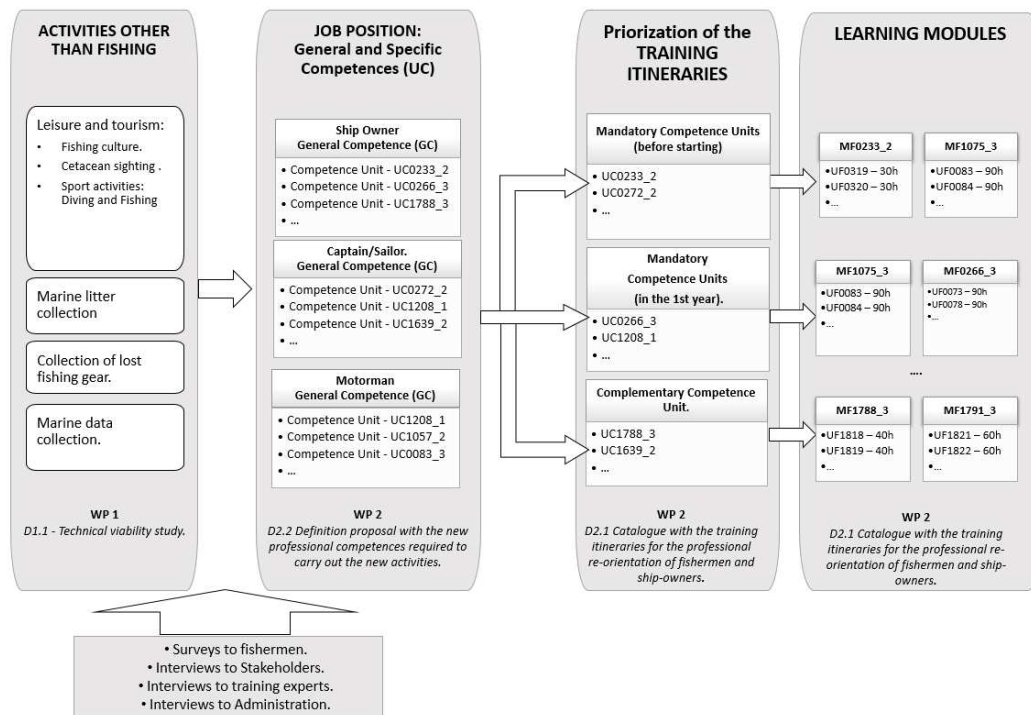 ACTIVITIES OTHER
THAN FISHING
Leisure and tourism:
• Fishing culture.
• Cetacean sighting .
• Sport activities:
Diving and Fishing
Marine litter
collection
Collection of lost
fishing gear.
Marine data
collection.
WP 1
D1.1 - Technical viability study.
JOB POSITION:
General and Specific
Competences (UC)
Ship Owner
General Competence (GC)
• Competence Unit - UC0233_2
• Competence Unit - UC0266_3
• Competence Unit - UC1788_3
• ...
Captain/Sailor.
General Competence (GC)
• Competence Unit - UC0272_2
• Competence Unit - UC1208_1
• Competence Unit - UC1639_2
• ...
Motorman
General Competence (GC)
• Competence Unit - UC1208_1
• Competence Unit - UC1057_2
• Competence Unit - UC0083_3
• ...
WP 2
D2.2 Definition proposal with the new
professional competences required to
carry out the new activities.
Priorization of the
TRAINING
ITINERARIES
Mandatory Competence Units
(before starting)
• UC0233_2
• UC0272_2
• ...
Mandatory
Competence Units
(in the 1st year).
• UC0266_3
• UC1208_1
• ...
Complementary Competence
Unit.
• UC1788_3
• UC1639_2
• ...
WP 2
D2.1 Catalogue with the training
itineraries for the professional
re-orientation of fishermen and
ship-owners.
LEARNING MODULES
MF0233_2
•UF0319 – 30h
•UF0320 – 30h
•...
MF1075_3
•UF0083 – 90h
•UF0084 – 90h
•...
MF1075_3
•UF0083 – 90h
•UF0084 – 90h
•...
MF0266_3
•UF0073 – 90h
•UF0078 – 90h
•...
....
MF1788_3
•UF1818 – 40h
•UF1819 – 40h
•...
MF1791_3
•UF1821 – 60h
•UF1822 – 60h
•...
WP 2
D2.1 Catalogue with the training
itineraries for the professional re-
orientation of fishermen and ship-
owners.
• Surveys to fishermen.
• Interviews to Stakeholders.
• Interviews to training experts.
• Interviews to Administration.